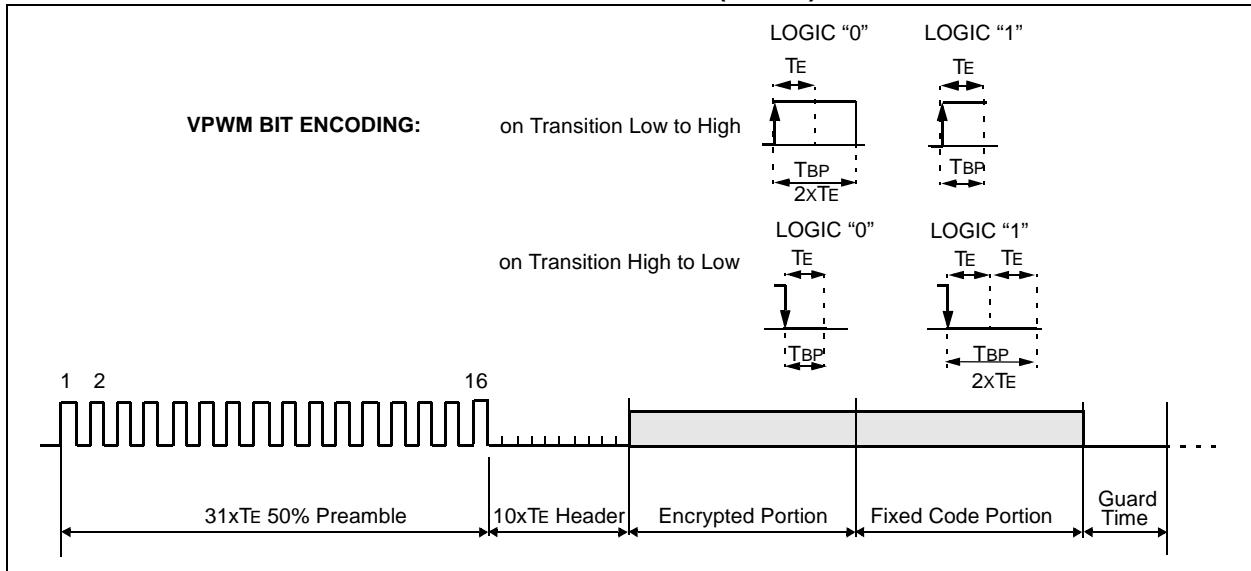 LOGIC “0” LOGIC “1”
TE TE
VPWM BIT ENCODING: on Transition Low to High
TBP TBP
2XTE
LOGIC “0” LOGIC “1”
on Transition High to Low TE TE TE
TBP TBP
2XTE
1 2 16
31xTE 50% Preamble 10xTE Header Encrypted Portion Fixed Code Portion Guard Time